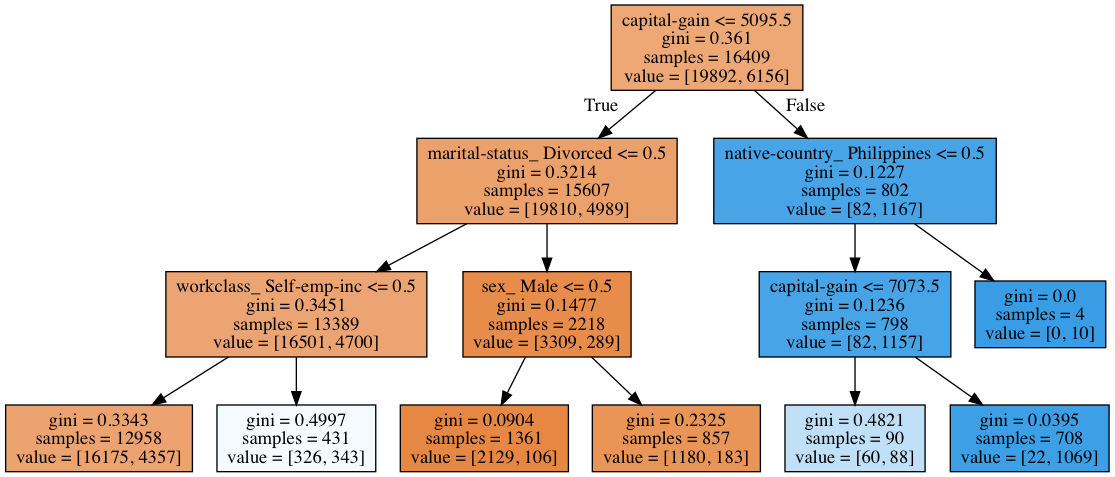 capital-gain <= 5095.5
gini = 0.361
samples = 16409
value = [19892, 6156]
True
False
marital-status_ Divorced <= 0.5
gini = 0.3214
samples = 15607
value = [19810, 4989]
native-country_ Philippines <= 0.5
gini = 0.1227
samples = 802
value = [82, 1167]
workclass_ Self-emp-inc <= 0.5
gini = 0.3451
samples = 13389
value = [16501, 4700]
sex_ Male <= 0.5
gini = 0.1477
samples = 2218
value = [3309, 289]
capital-gain <= 7073.5
gini = 0.1236
samples = 798
value = [82, 1157]
gini = 0.0
samples = 4
value = [0, 10]
gini = 0.3343
samples = 12958
value = [16175, 4357]
gini = 0.4997
samples = 431
value = [326, 343]
gini = 0.0904
samples = 1361
value = [2129, 106]
gini = 0.2325
samples = 857
value = [1180, 183]
gini = 0.4821
samples = 90
value = [60, 88]
gini = 0.0395
samples = 708
value = [22, 1069]